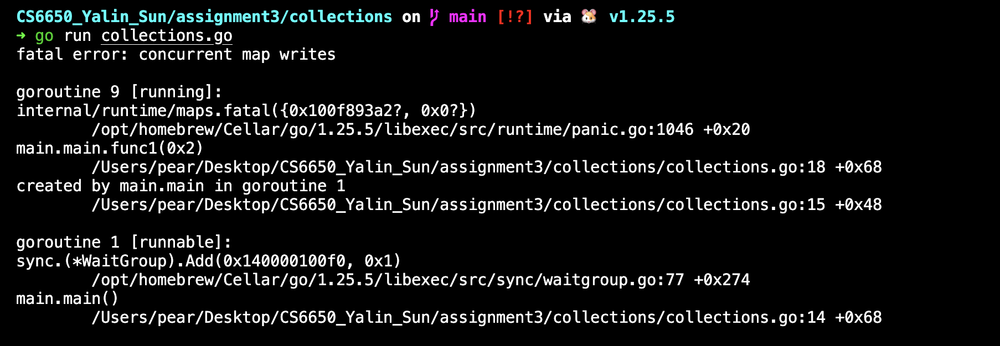 CS6650_Yalin_Sun/assignment3/collections on main [!?] via 🐹 v1.25.5
→ go run collections.go
fatal error: concurrent map writes
goroutine 9 [running]:
internal/runtime/maps.fatal({0x100f893a2?, 0x0?})
/opt/homebrew/Cellar/go/1.25.5/libexec/src/runtime/panic.go:1046 +0x20
main.main.func1(0x2)
/Users/pear/Desktop/CS6650_Yalin_Sun/assignment3/collections/collections.go:18 +0x68
created by main.main in goroutine 1
/Users/pear/Desktop/CS6650_Yalin_Sun/assignment3/collections/collections.go:15 +0x48
goroutine 1 [runnable]:
sync.(*WaitGroup).Add(0x140000100f0, 0x1)
/opt/homebrew/Cellar/go/1.25.5/libexec/src/sync/waitgroup.go:77 +0x274
main.main()
/Users/pear/Desktop/CS6650_Yalin_Sun/assignment3/collections/collections.go:14 +0x68